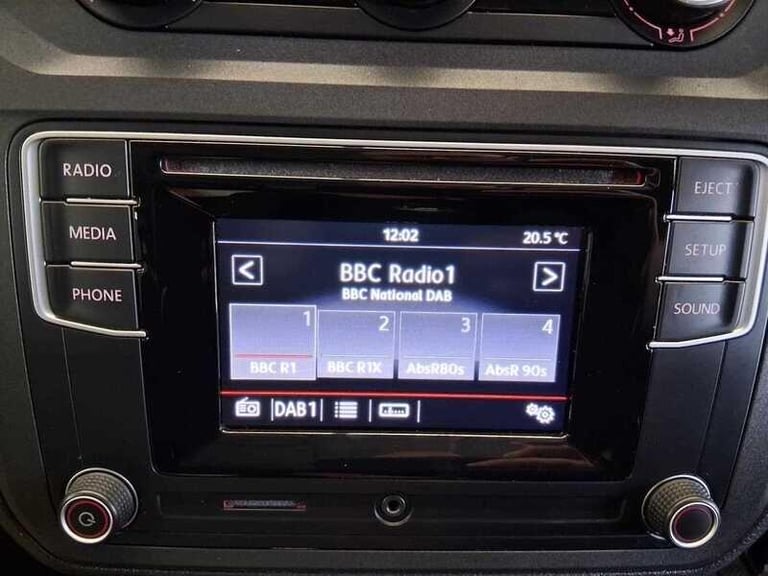 RADIO
MEDIA
PHONE
EJECT
SETUP
SOUND
12:02 20.5°C
< BBC Radio1 >
BBC National DAB
1 2 3 4
BBC R1 BBC R1X AbsR80s AbsR 90s
DAB1